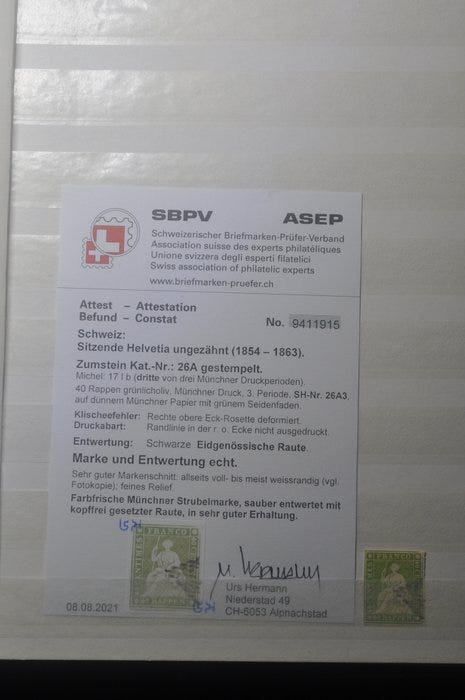 SBPV ASEP
Schweizerischer Briefmarken-Prüfer-Verband
Association suisse des experts philatéliques
Unione svizzera degli esperti filatelici
Swiss association of philatelic experts
www.briefmarken-pruefer.ch
Attest – Attestation
Befund – Constat No. 9411915
Schweiz:
Sitzende Helvetia ungezähnt (1854 – 1863).
Zumstein Kat.-Nr.: 26A gestempelt.
Michel: 17 I b (dritte von drei Münchner Druckperioden).
40 Rappen grünlicholiv, Münchner Druck, 3. Periode, SH-Nr. 26A3,
auf dünnem Münchner Papier mit grünem Seidenfaden.
Klischeefehler: Rechte obere Eck-Rosette deformiert.
Druckabart: Randlinie in der r. o. Ecke nicht ausgedruckt.
Entwertung: Schwarze Eidgenössische Raute.
Marke und Entwertung echt.
Sehr guter Markenschnitt: allseits voll- bis meist weissrandig (vgl.
Fotokopie); feines Relief.
Farbfrische Münchner Strubelmarke, sauber entwertet mit
kopffrei gesetzter Raute, in sehr guter Erhaltung.
FRANCO
RAPPEN
Urs Hermann
Niederstad 49
CH-6053 Alpnachstad
08.08.2021
FRANCO
RAPPEN